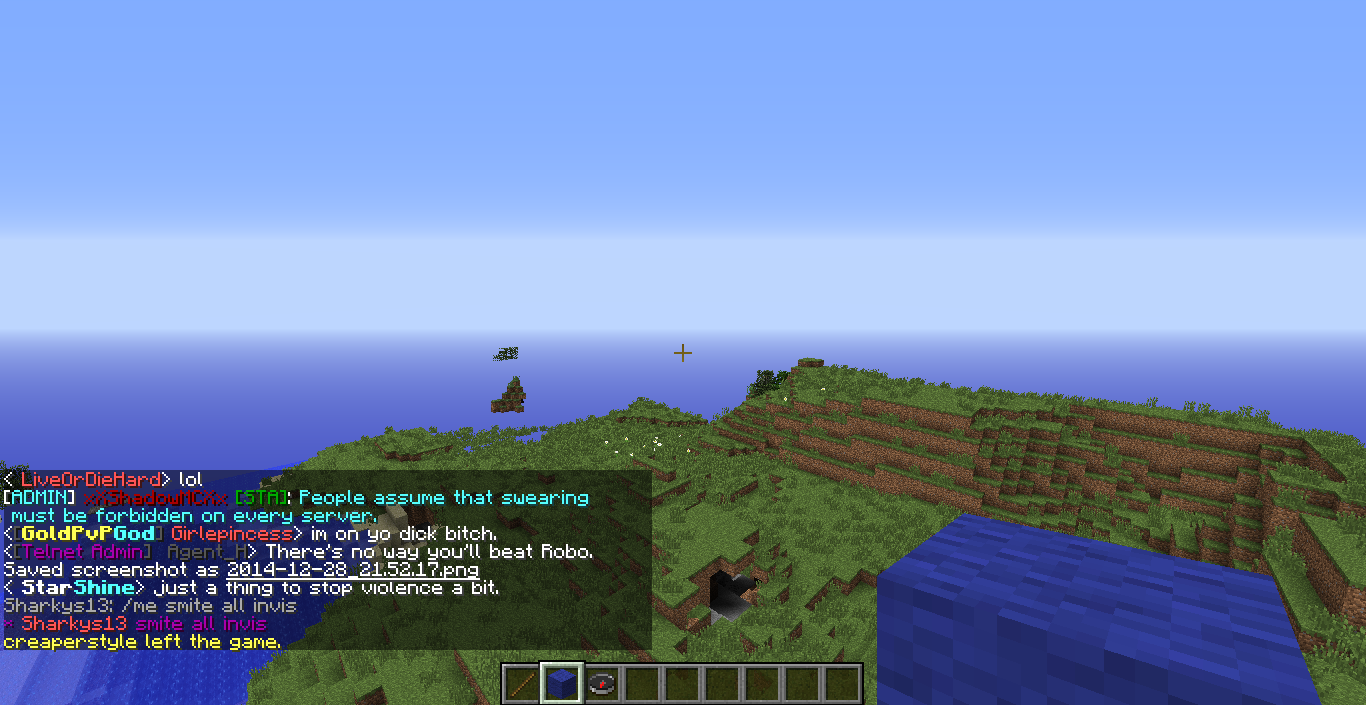 < LiveOrDieHard> lol
[ADMIN] xXShadowMCXx [STA]: People assume that swearing
must be forbidden on every server.
<[GoldPvPGod] Girlepincess> im on yo dick bitch.
<[Telnet Admin] Agent_H> There's no way you'll beat Robo.
Saved screenshot as 2014-12-28_21.52.17.png
< StarShine> just a thing to stop violence a bit.
Sharkys13: /me smite all invis
* Sharkys13 smite all invis
creaperstyle left the game.